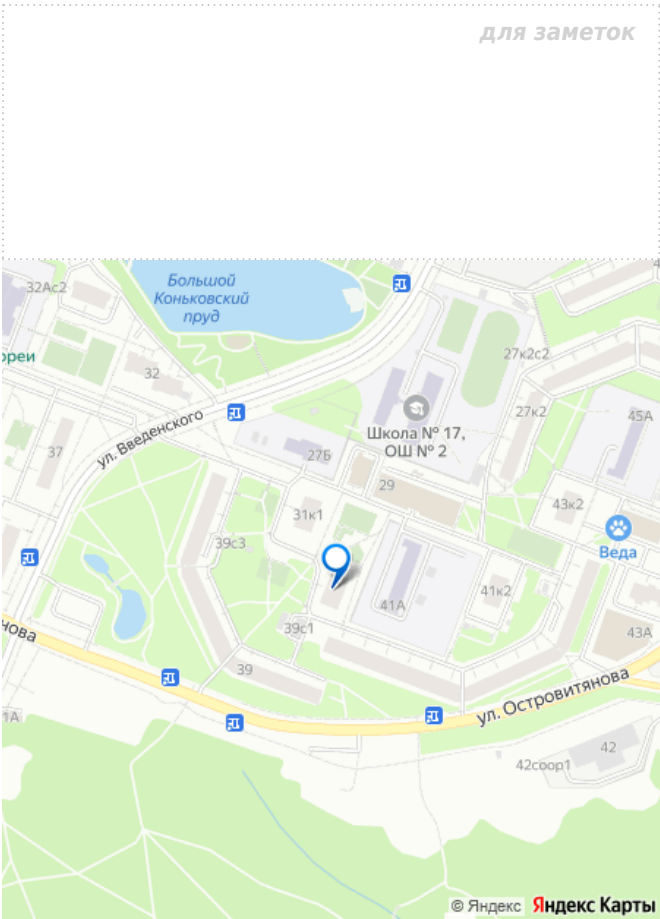 для заметок
32Ас2
Большой
Коньковский
пруд
32
37
ул. Введенского
27Б
Школа № 17,
ОШ № 2
27к2с2
27к2
45А
29
31к1
39с3
43к2
Веда
41А
41к2
39с1
43А
39
ул. Островитянова
1А
42
42соор1
© Яндекс Яндекс Карты